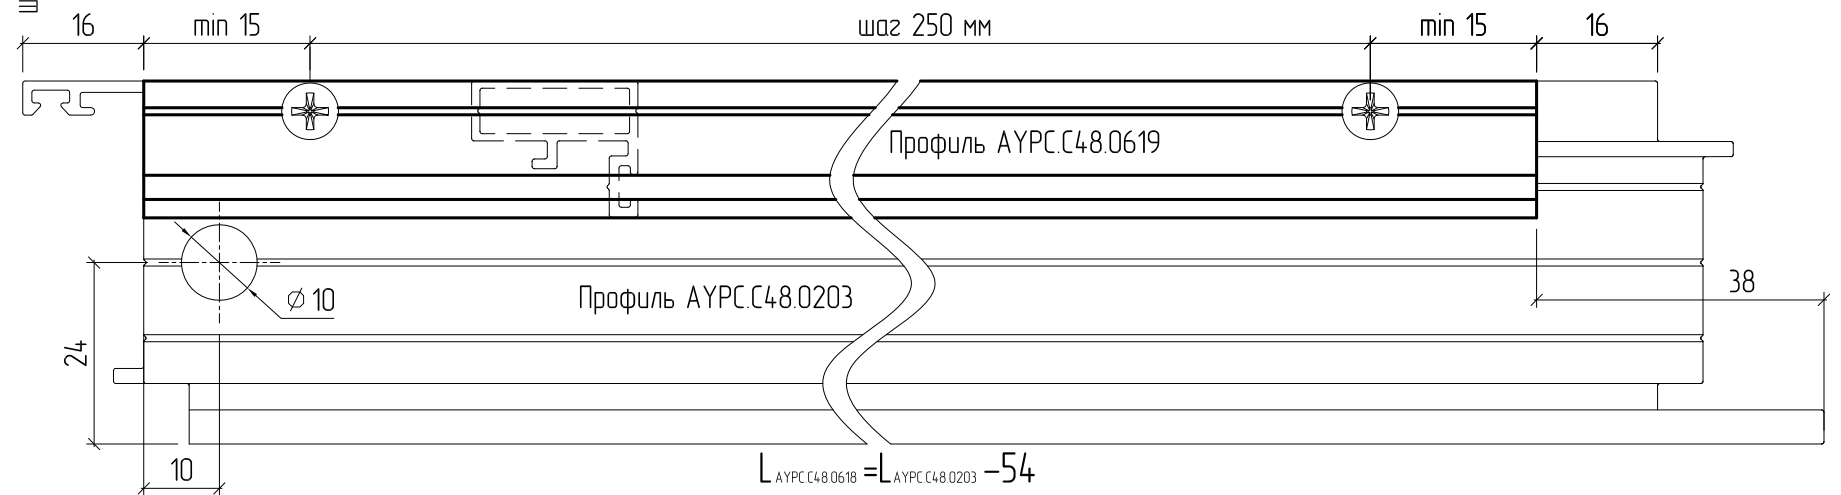 16 min 15 шаг 250 мм min 15 16
Профиль AYPC.C48.0619
38
Профиль AYPC.C48.0203
⌀ 10
24
10
L AYPC.C48.0618 =L AYPC.C48.0203 -54